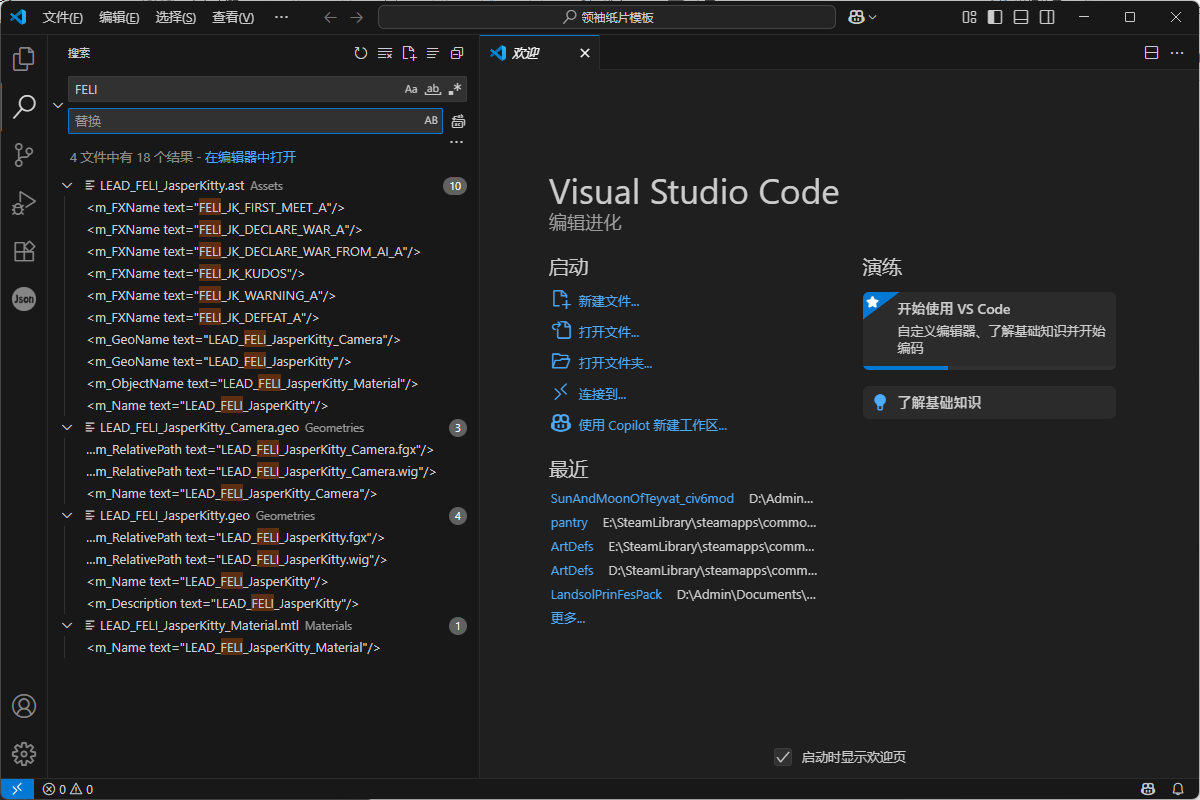 文件(F) 编辑(E) 选择(S) 查看(V) ··· 领袖纸片模板
搜索
FELI Aa ab .*
替换 AB
···
4 文件中有 18 个结果 - 在编辑器中打开
LEAD_FELI_JasperKitty.ast Assets 10
<m_FXName text="FELI_JK_FIRST_MEET_A"/>
<m_FXName text="FELI_JK_DECLARE_WAR_A"/>
<m_FXName text="FELI_JK_DECLARE_WAR_FROM_AI_A"/>
<m_FXName text="FELI_JK_KUDOS"/>
<m_FXName text="FELI_JK_WARNING_A"/>
<m_FXName text="FELI_JK_DEFEAT_A"/>
<m_GeoName text="LEAD_FELI_JasperKitty_Camera"/>
<m_GeoName text="LEAD_FELI_JasperKitty"/>
<m_ObjectName text="LEAD_FELI_JasperKitty_Material"/>
<m_Name text="LEAD_FELI_JasperKitty"/>
LEAD_FELI_JasperKitty_Camera.geo Geometries 3
...m_RelativePath text="LEAD_FELI_JasperKitty_Camera.fgx"/>
...m_RelativePath text="LEAD_FELI_JasperKitty_Camera.wig"/>
<m_Name text="LEAD_FELI_JasperKitty_Camera"/>
LEAD_FELI_JasperKitty.geo Geometries 4
...m_RelativePath text="LEAD_FELI_JasperKitty.fgx"/>
...m_RelativePath text="LEAD_FELI_JasperKitty.wig"/>
<m_Name text="LEAD_FELI_JasperKitty"/>
<m_Description text="LEAD_FELI_JasperKitty"/>
LEAD_FELI_JasperKitty_Material.mtl Materials 1
<m_Name text="LEAD_FELI_JasperKitty_Material"/>
Json
欢迎
Visual Studio Code
编辑进化
启动
新建文件...
打开文件...
打开文件夹...
连接到...
使用 Copilot 新建工作区...
最近
SunAndMoonOfTeyvat_civ6mod D:\Admin...
pantry E:\SteamLibrary\steamapps\commo...
ArtDefs E:\SteamLibrary\steamapps\comm...
ArtDefs D:\SteamLibrary\steamapps\comm...
LandsolPrinFesPack D:\Admin\Documents\...
更多...
演练
开始使用 VS Code
自定义编辑器、了解基础知识并开始
编码
了解基础知识
启动时显示欢迎页
0 0